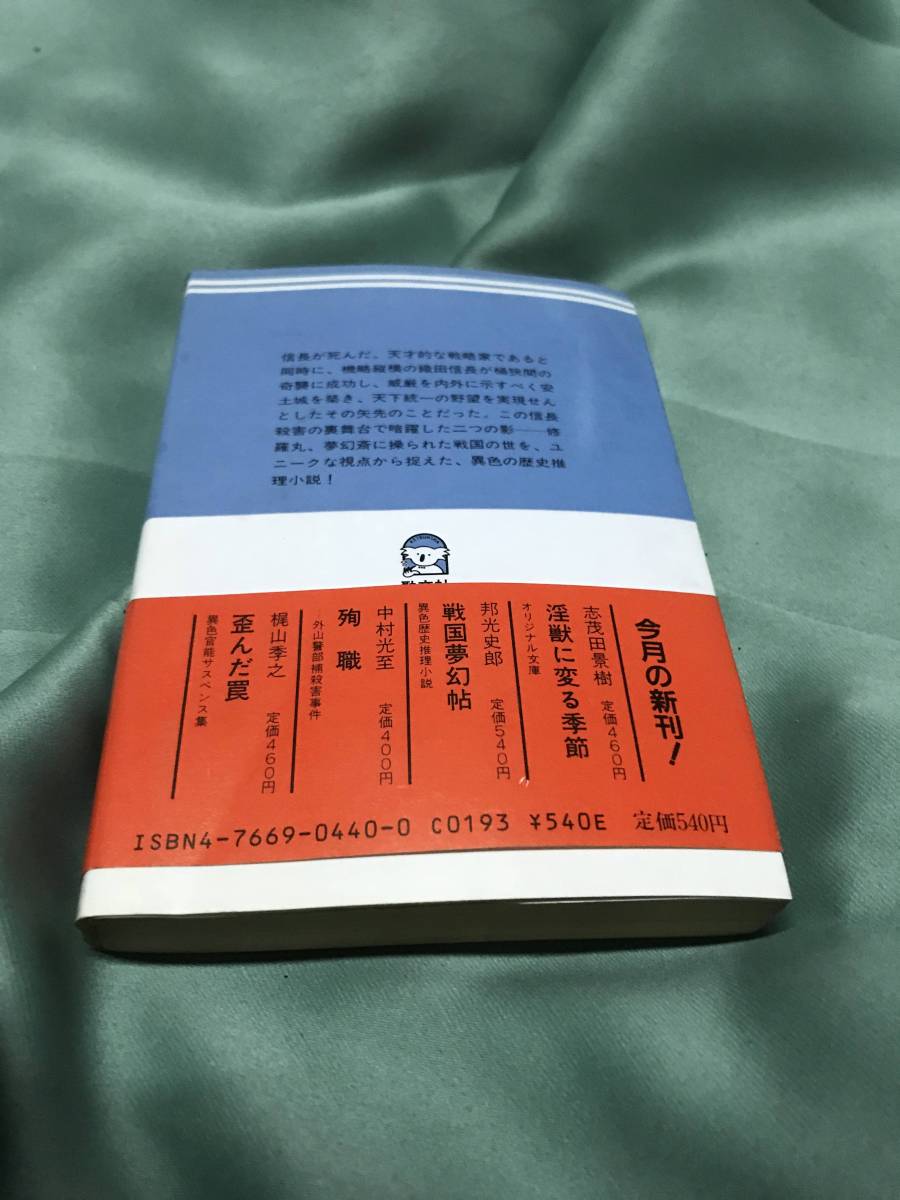 信長が死んだ。天才的な戦略家であると
同時に、機略縦横の織田信長が桶狭間の
奇襲に成功し、威厳を内外に示すべく安
土城を築き、天下統一の野望を実現せん
としたその矢先のことだった。この信長
殺害の裏舞台で暗躍した二つの影――修
羅丸、夢幻斎に操られた戦国の世を、ユ
ニークな視点から捉えた、異色の歴史推
理小説！
今月の新刊！
志茂田景樹 定価460円
淫獣に変る季節
オリジナル文庫
邦光史郎 定価540円
戦国夢幻帖
異色歴史推理小説
中村光至 定価400円
殉職
―外山警部補殺害事件
梶山季之 定価460円
歪んだ罠
異色官能サスペンス集
ISBN4-7669-0440-0 C0193 ¥540E 定価540円